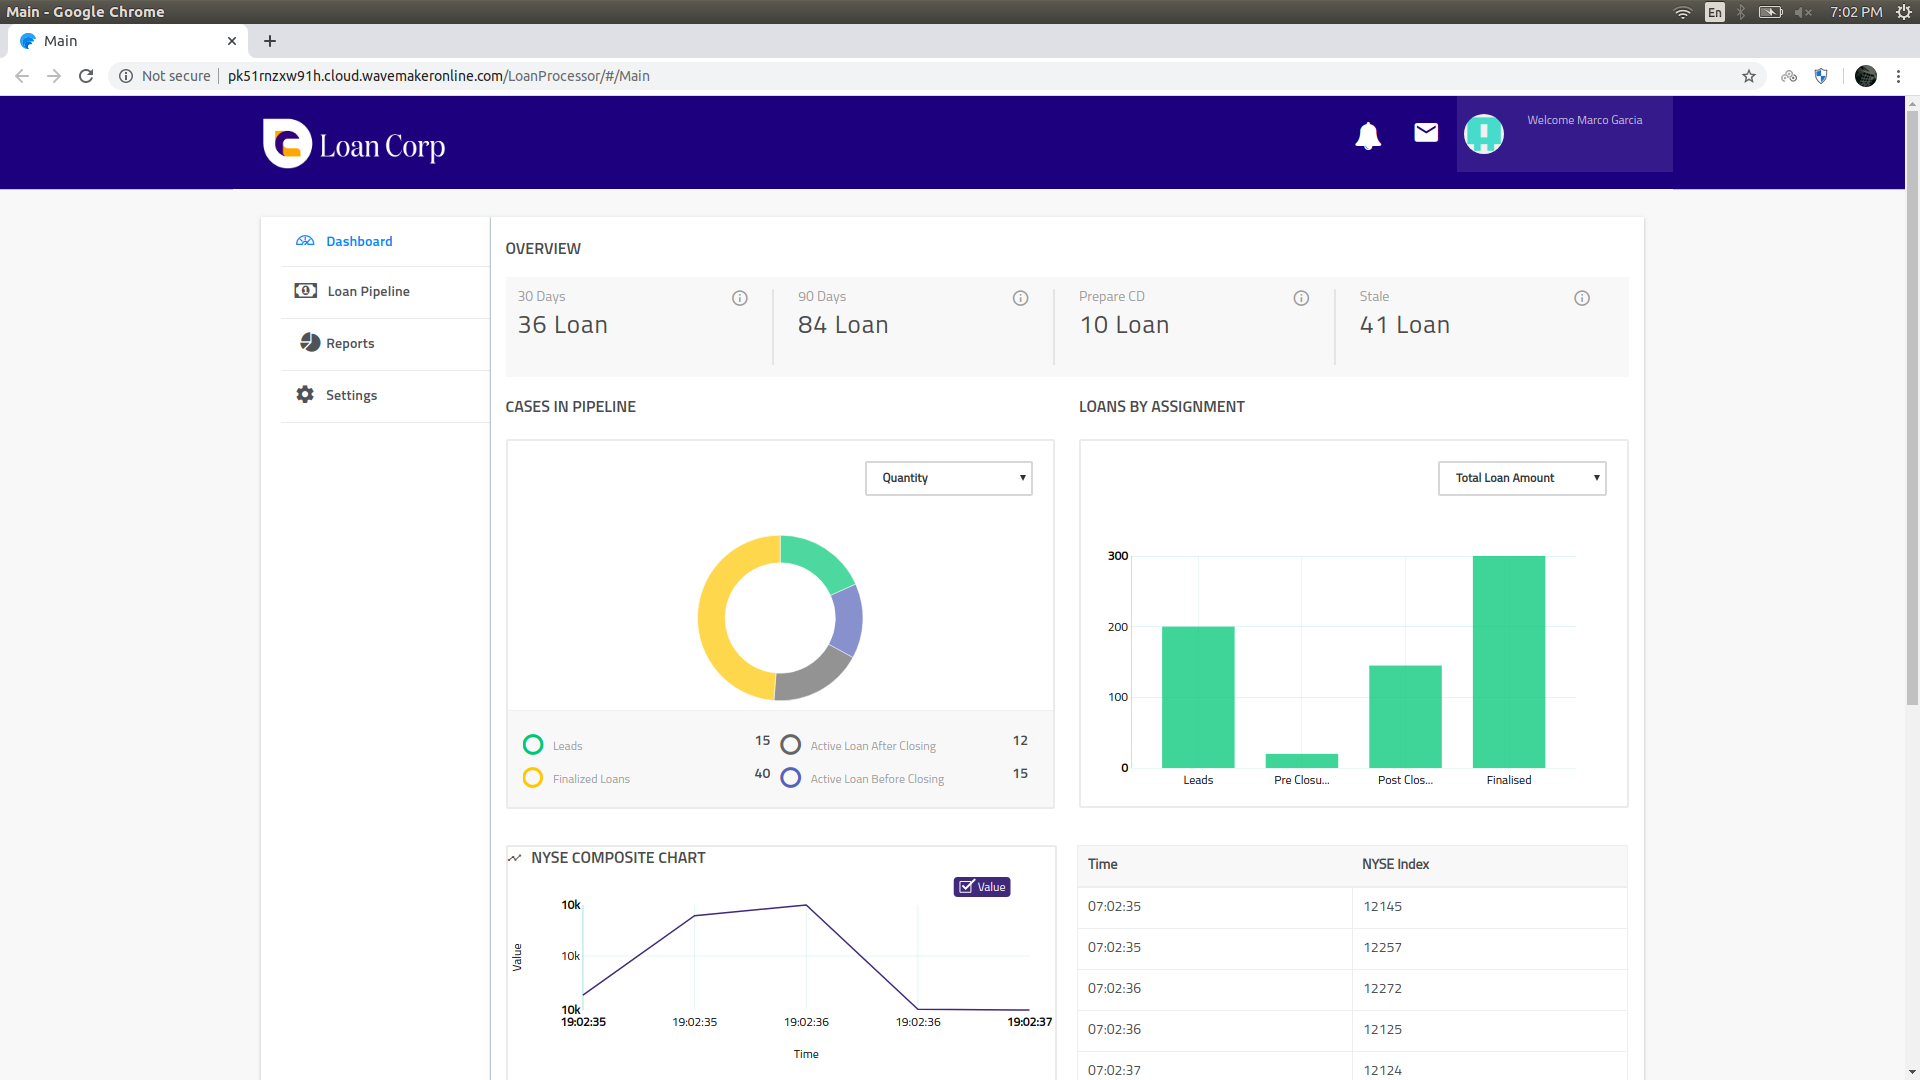 Main - Google Chrome
En
7:02 PM
Main
Not secure
pk51rnzxw91h.cloud.wavemakeronline.com/LoanProcessor/#/Main
Loan Corp
Welcome Marco Garcia
Dashboard
Loan Pipeline
Reports
Settings
OVERVIEW
30 Days
36 Loan
90 Days
84 Loan
Prepare CD
10 Loan
Stale
41 Loan
CASES IN PIPELINE
Quantity
Leads 15
Active Loan After Closing 12
Finalized Loans 40
Active Loan Before Closing 15
LOANS BY ASSIGNMENT
Total Loan Amount
300
200
100
0
Leads Pre Closu... Post Clos... Finalised
NYSE COMPOSITE CHART
Value
10k
10k
10k
Value
19:02:35 19:02:35 19:02:36 19:02:36 19:02:37
Time
Time NYSE Index
07:02:35 12145
07:02:35 12257
07:02:36 12272
07:02:36 12125
07:02:37 12124